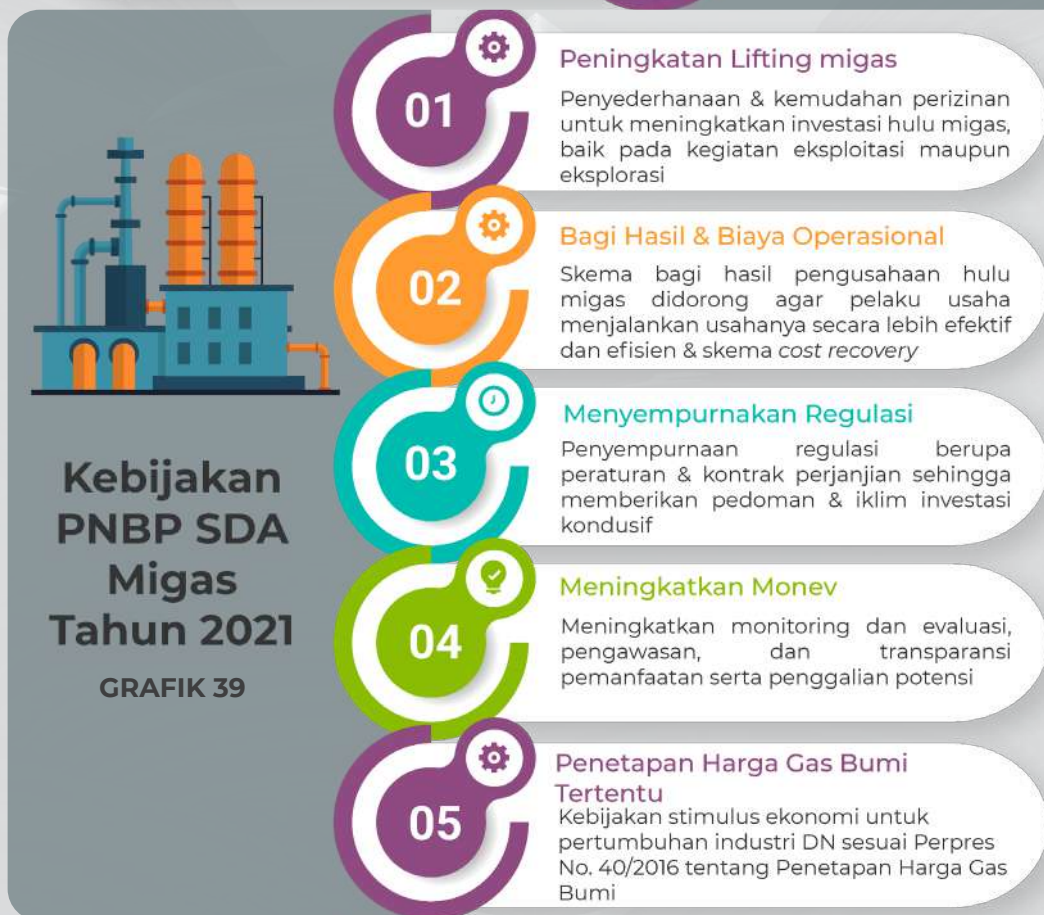 Kebijakan
PNBP SDA
Migas
Tahun 2021
GRAFIK 39
01
Peningkatan Lifting migas
Penyederhanaan & kemudahan perizinan
untuk meningkatkan investasi hulu migas,
baik pada kegiatan eksploitasi maupun
eksplorasi
02
Bagi Hasil & Biaya Operasional
Skema bagi hasil pengusahaan hulu
migas didorong agar pelaku usaha
menjalankan usahanya secara lebih efektif
dan efisien & skema cost recovery
03
Menyempurnakan Regulasi
Penyempurnaan regulasi berupa
peraturan & kontrak perjanjian sehingga
memberikan pedoman & iklim investasi
kondusif
04
Meningkatkan Monev
Meningkatkan monitoring dan evaluasi,
pengawasan, dan transparansi
pemanfaatan serta penggalian potensi
05
Penetapan Harga Gas Bumi
Tertentu
Kebijakan stimulus ekonomi untuk
pertumbuhan industri DN sesuai Perpres
No. 40/2016 tentang Penetapan Harga Gas
Bumi